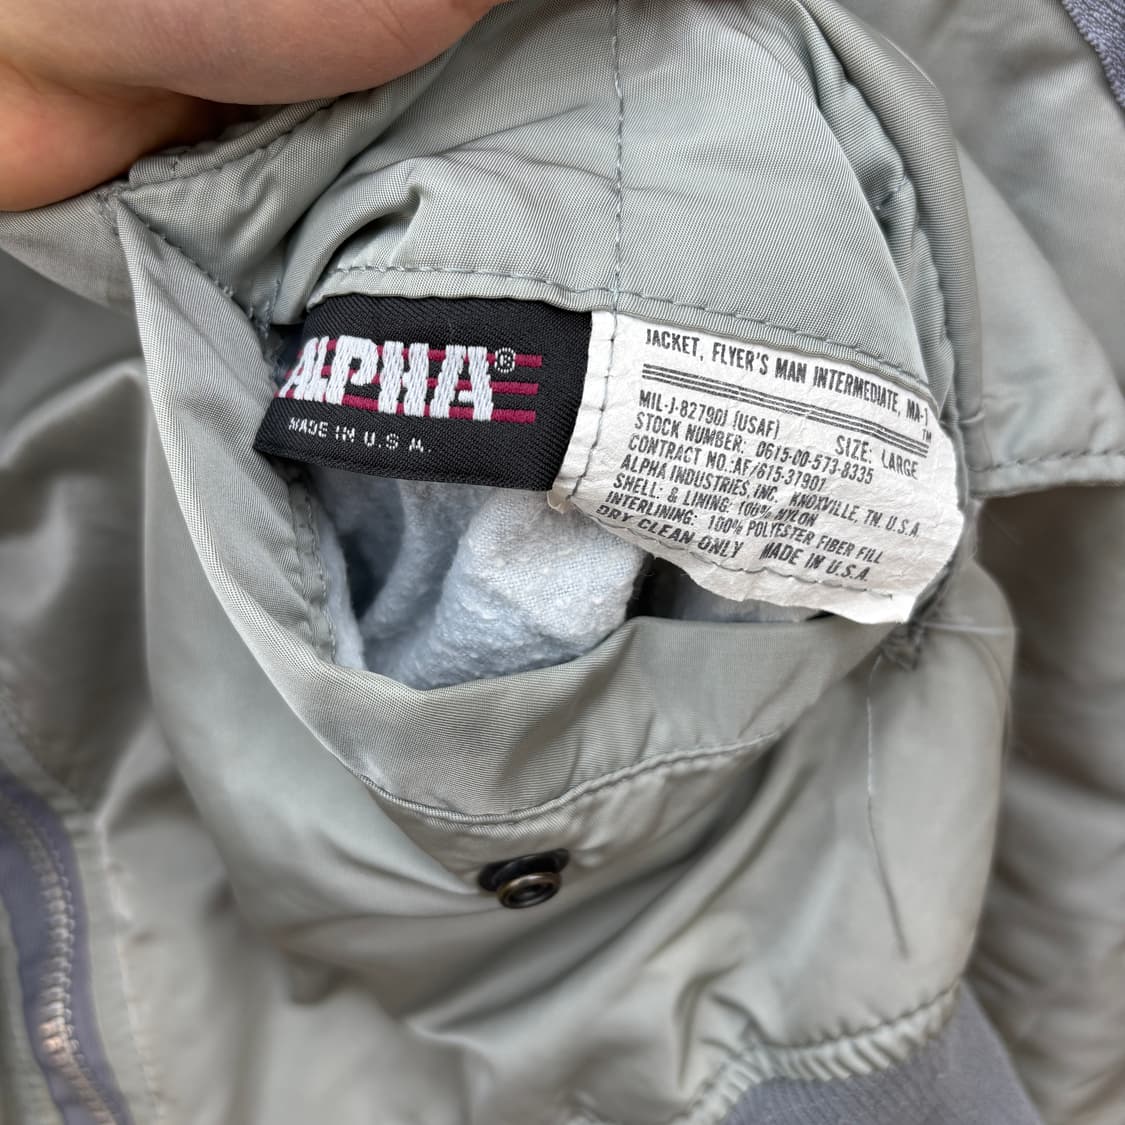 ALPHA®
MADE IN U.S.A.
JACKET, FLYER'S MAN INTERMEDIATE, MA-1
TM
MIL-J-8279DJ (USAF) SIZE: LARGE
STOCK NUMBER: 0615-00-573-8335
CONTRACT NO.:AF/615-37901
ALPHA INDUSTRIES INC. KNOXVILLE, TN. U.S.A.
SHELL: & LINING: 100% NYLON
INTERLINING: 100% POLYESTER FIBER FILL
DRY CLEAN ONLY MADE IN U.S.A.